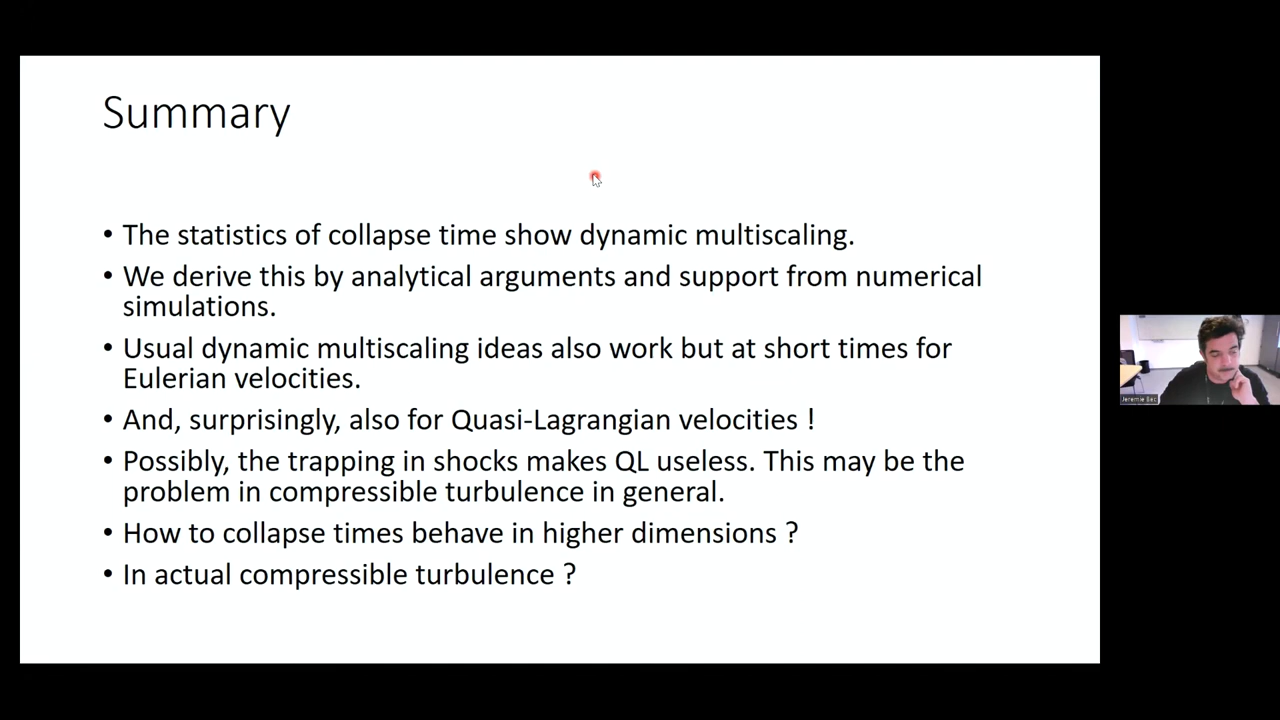 Summary
• The statistics of collapse time show dynamic multiscaling.
• We derive this by analytical arguments and support from numerical
simulations.
• Usual dynamic multiscaling ideas also work but at short times for
Eulerian velocities.
• And, surprisingly, also for Quasi-Lagrangian velocities !
• Possibly, the trapping in shocks makes QL useless. This may be the
problem in compressible turbulence in general.
• How to collapse times behave in higher dimensions ?
• In actual compressible turbulence ?
Jeremie Bec